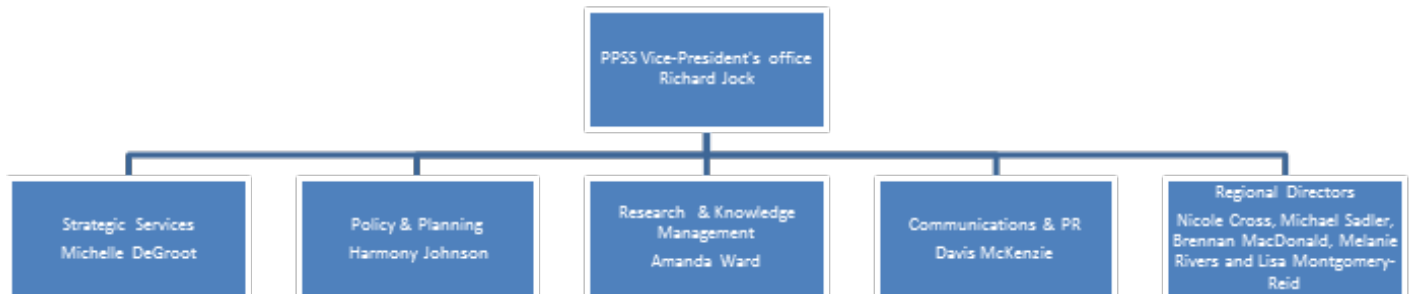 PPSS Vice-President's office
Richard Jock
Strategic Services
Michelle DeGroot
Policy & Planning
Harmony Johnson
Research & Knowledge
Management
Amanda Ward
Communications & PR
Davis McKenzie
Regional Directors
Nicole Cross, Michael Sadler,
Brennan MacDonald, Melanie
Rivers and Lisa Montgomery-
Reid